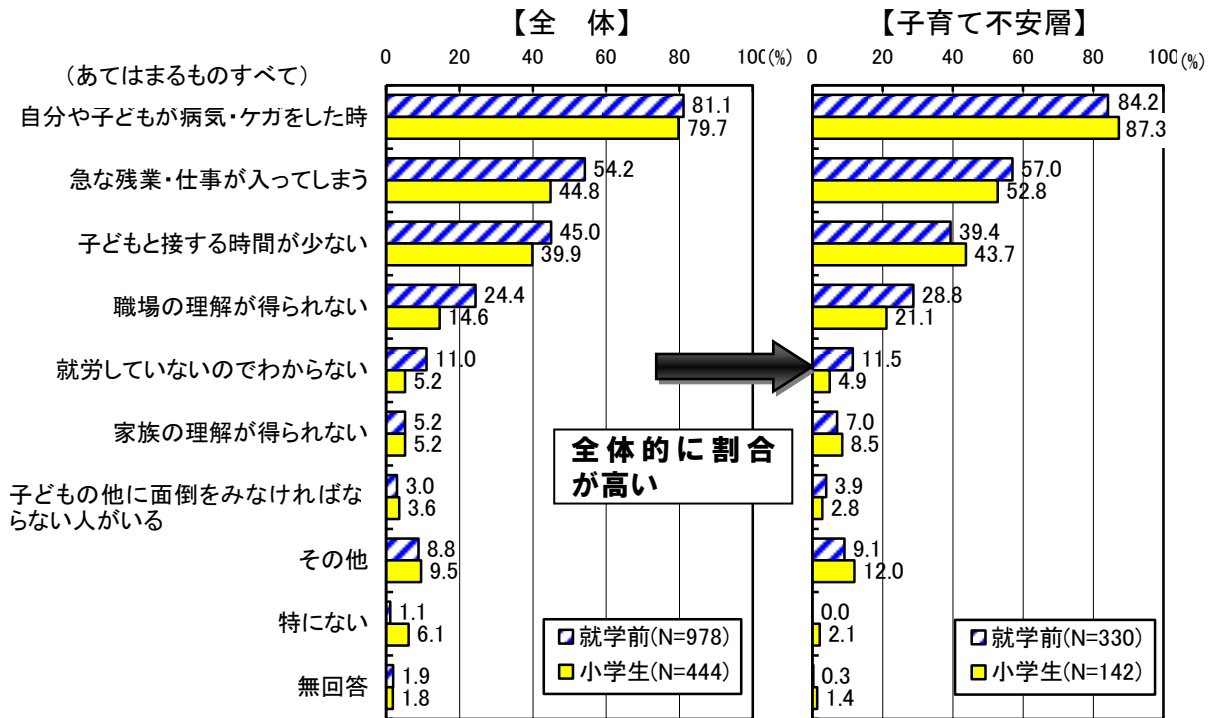 【全　体】
【子育て不安層】
0 20 40 60 80 100(%)
0 20 40 60 80 100(%)
（あてはまるものすべて）
自分や子どもが病気・ケガをした時
81.1
79.7
84.2
87.3
急な残業・仕事が入ってしまう
54.2
44.8
57.0
52.8
子どもと接する時間が少ない
45.0
39.9
39.4
43.7
職場の理解が得られない
24.4
14.6
28.8
21.1
就労していないのでわからない
11.0
5.2
11.5
4.9
家族の理解が得られない
5.2
5.2
7.0
8.5
全体的に割合
が高い
子どもの他に面倒をみなければな
らない人がいる
3.0
3.6
3.9
2.8
その他
8.8
9.5
9.1
12.0
特にない
1.1
6.1
0.0
2.1
無回答
1.9
1.8
0.3
1.4
就学前(N=978)
小学生(N=444)
就学前(N=330)
小学生(N=142)